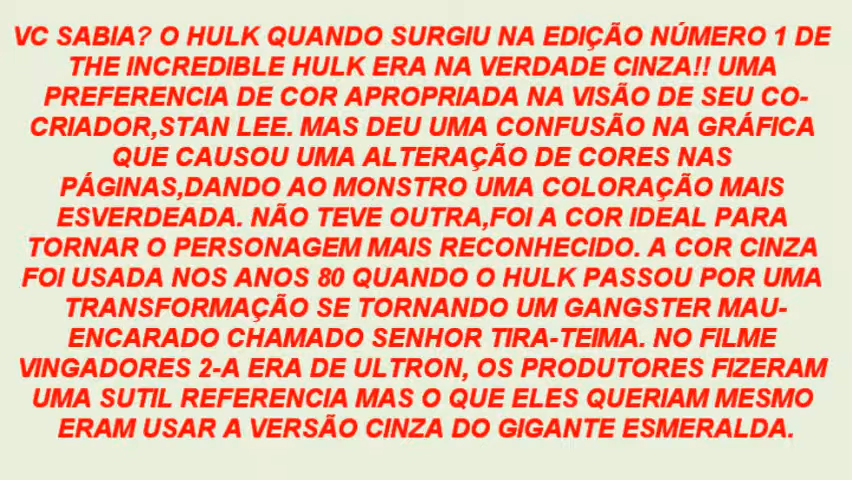 VC SABIA? O HULK QUANDO SURGIU NA EDIÇÃO NÚMERO 1 DE
THE INCREDIBLE HULK ERA NA VERDADE CINZA!! UMA
PREFERENCIA DE COR APROPRIADA NA VISÃO DE SEU CO-
CRIADOR,STAN LEE. MAS DEU UMA CONFUSÃO NA GRÁFICA
QUE CAUSOU UMA ALTERAÇÃO DE CORES NAS
PÁGINAS,DANDO AO MONSTRO UMA COLORAÇÃO MAIS
ESVERDEADA. NÃO TEVE OUTRA,FOI A COR IDEAL PARA
TORNAR O PERSONAGEM MAIS RECONHECIDO. A COR CINZA
FOI USADA NOS ANOS 80 QUANDO O HULK PASSOU POR UMA
TRANSFORMAÇÃO SE TORNANDO UM GANGSTER MAU-
ENCARADO CHAMADO SENHOR TIRA-TEIMA. NO FILME
VINGADORES 2-A ERA DE ULTRON, OS PRODUTORES FIZERAM
UMA SUTIL REFERENCIA MAS O QUE ELES QUERIAM MESMO
ERAM USAR A VERSÃO CINZA DO GIGANTE ESMERALDA.